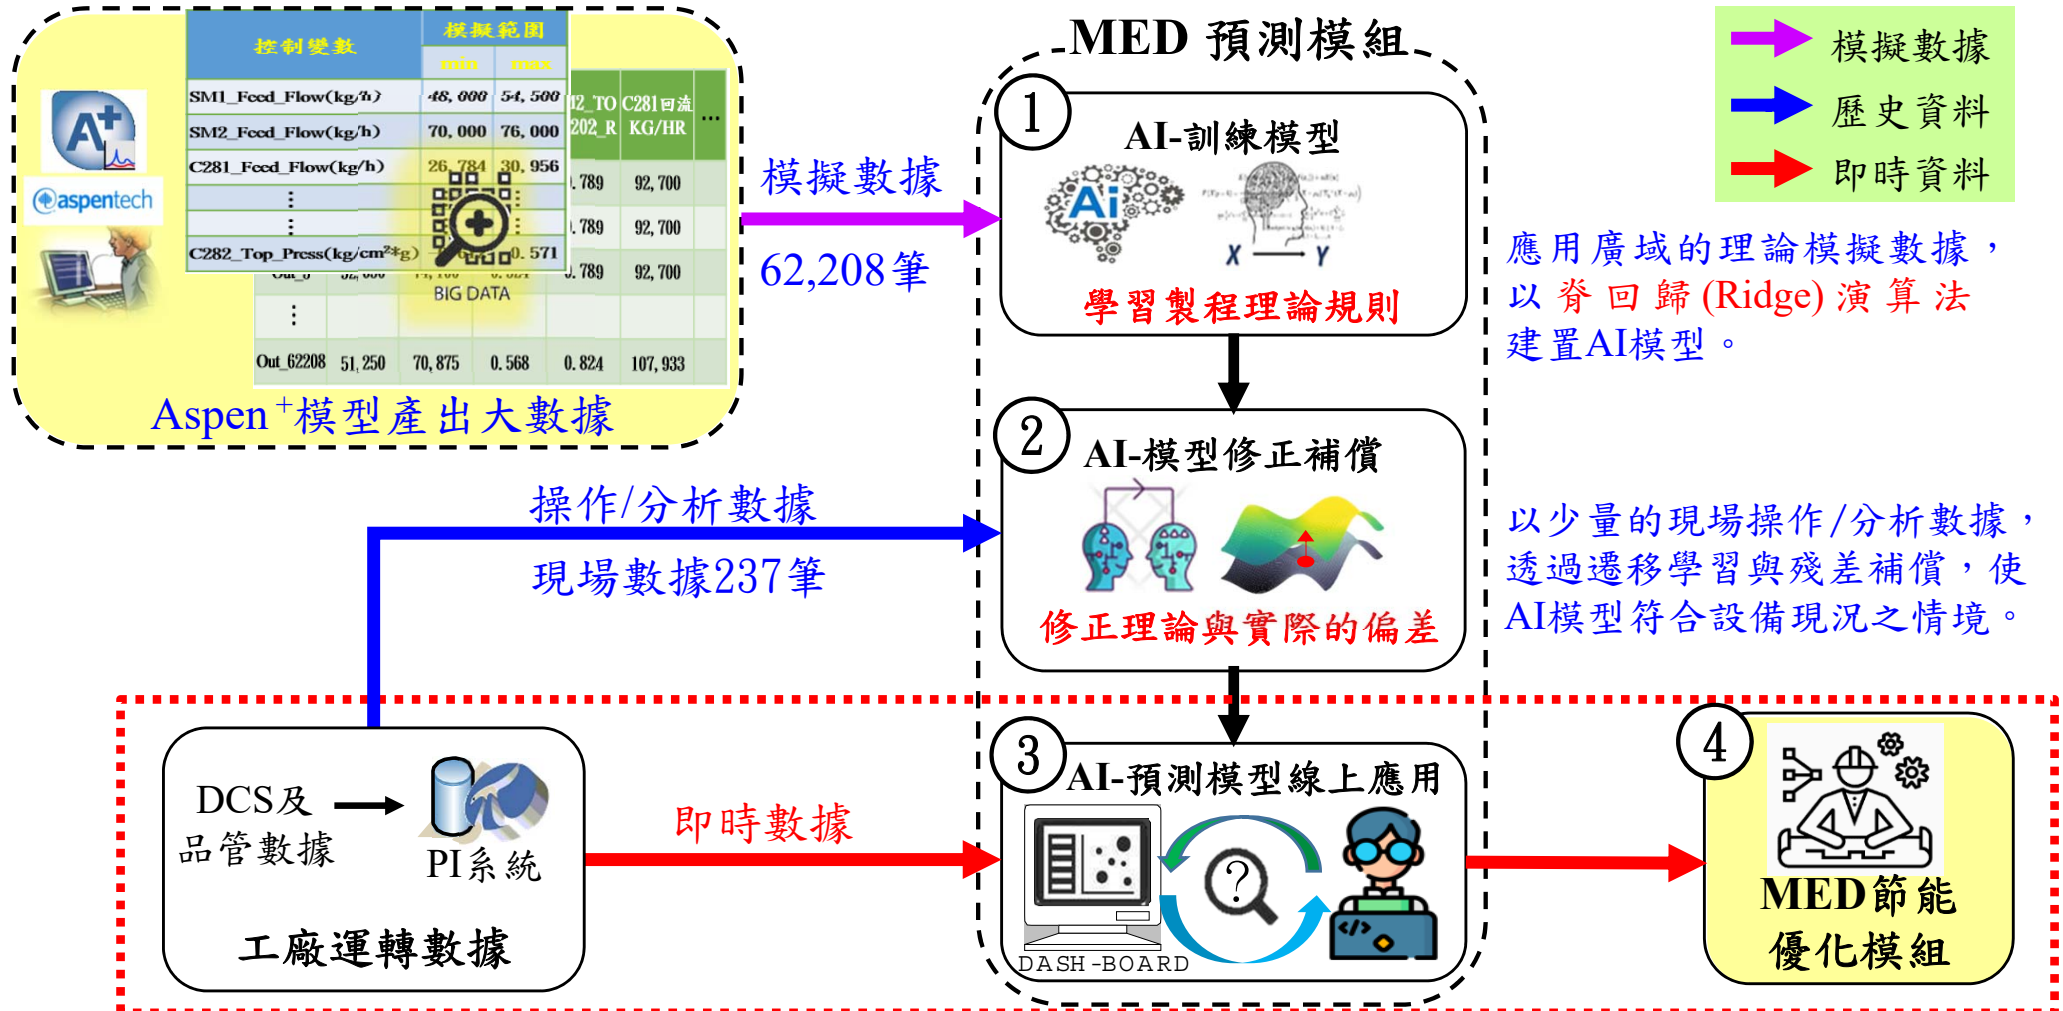 控制變數
模擬範圍
min max
SM1_Feed_Flow(kg/h) 48,000 54,500
SM2_Feed_Flow(kg/h) 70,000 76,000
C281_Feed_Flow(kg/h) 26,784 30,956
⋮
⋮
C282_Top_Press(kg/cm²*g) 0.571
C281回流
KG/HR
...
92,700
0.789 92,700
0.789 92,700
BIG DATA
⋮
Out_62208 51,250 70,875 0.568 0.824 107,933
aspentech
Aspen⁺模型產出大數據
模擬數據
62,208筆
MED 預測模組
1
AI-訓練模型
Ai
X → Y
學習製程理論規則
2
AI-模型修正補償
修正理論與實際的偏差
3
AI-預測模型線上應用
?
</>
DASH-BOARD
模擬數據
歷史資料
即時資料
應用廣域的理論模擬數據，
以脊回歸(Ridge)演算法
建置AI模型。
操作/分析數據
現場數據237筆
以少量的現場操作/分析數據，
透過遷移學習與殘差補償，使
AI模型符合設備現況之情境。
DCS及
品管數據
PI系統
工廠運轉數據
即時數據
4
MED節能
優化模組